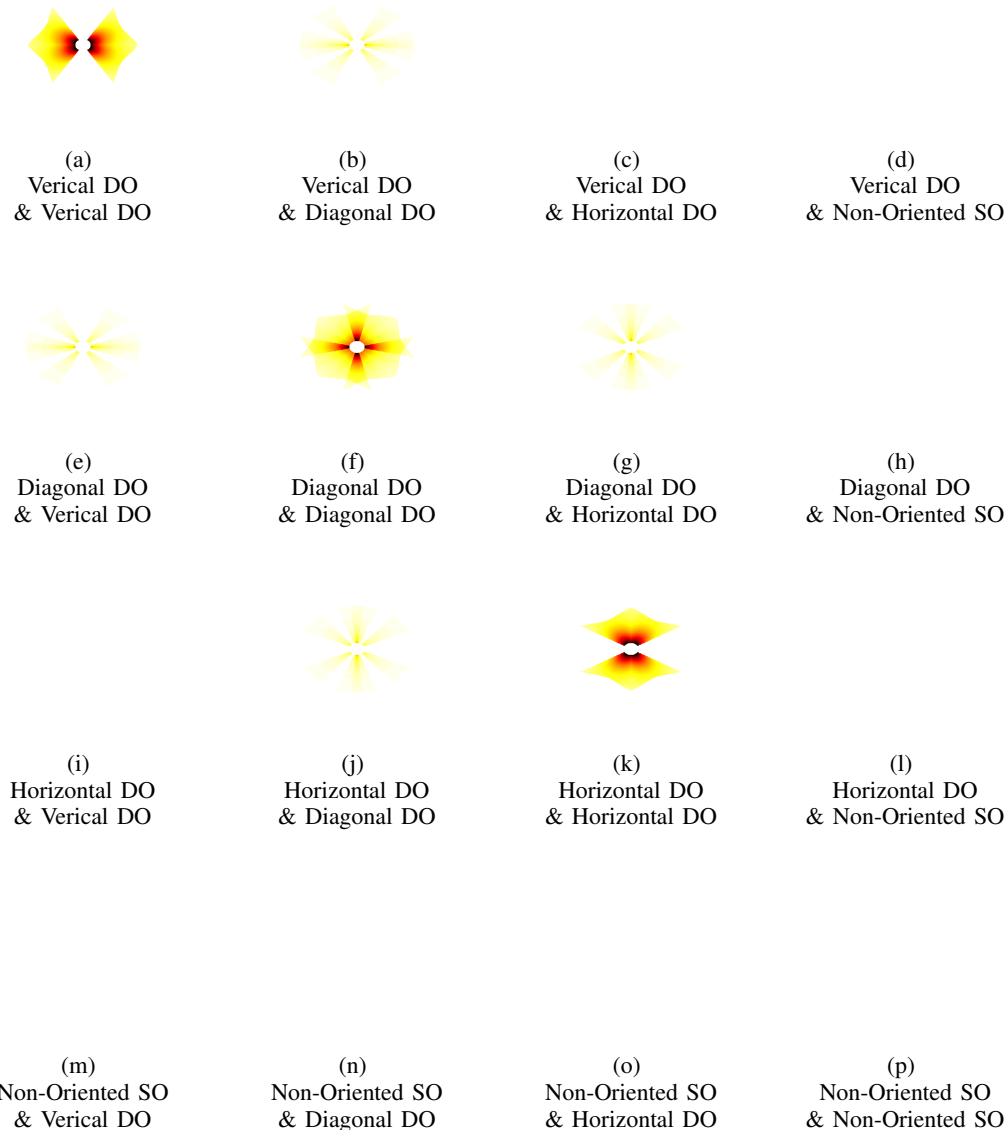 (a)
Verical DO
& Verical DO
(b)
Verical DO
& Diagonal DO
(c)
Verical DO
& Horizontal DO
(d)
Verical DO
& Non-Oriented SO
(e)
Diagonal DO
& Verical DO
(f)
Diagonal DO
& Diagonal DO
(g)
Diagonal DO
& Horizontal DO
(h)
Diagonal DO
& Non-Oriented SO
(i)
Horizontal DO
& Verical DO
(j)
Horizontal DO
& Diagonal DO
(k)
Horizontal DO
& Horizontal DO
(l)
Horizontal DO
& Non-Oriented SO
(m)
Non-Oriented SO
& Verical DO
(n)
Non-Oriented SO
& Diagonal DO
(o)
Non-Oriented SO
& Horizontal DO
(p)
Non-Oriented SO
& Non-Oriented SO